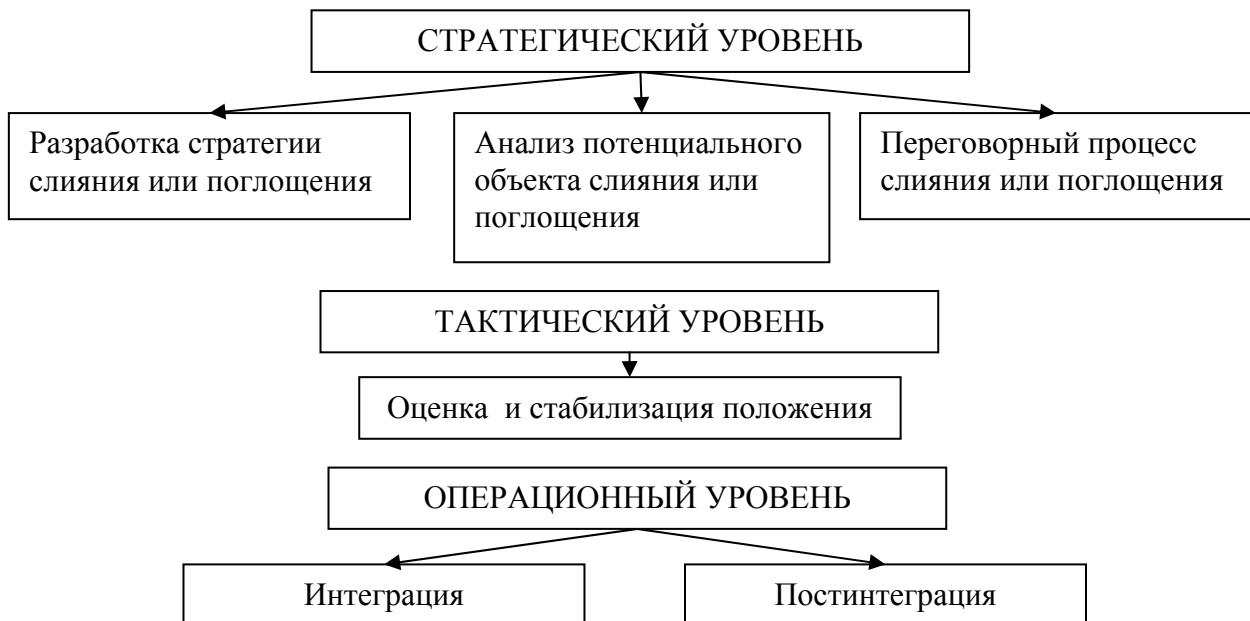 СТРАТЕГИЧЕСКИЙ УРОВЕНЬ
Разработка стратегии
слияния или поглощения
Анализ потенциального
объекта слияния или
поглощения
Переговорный процесс
слияния или поглощения
ТАКТИЧЕСКИЙ УРОВЕНЬ
Оценка и стабилизация положения
ОПЕРАЦИОННЫЙ УРОВЕНЬ
Интеграция
Постинтеграция